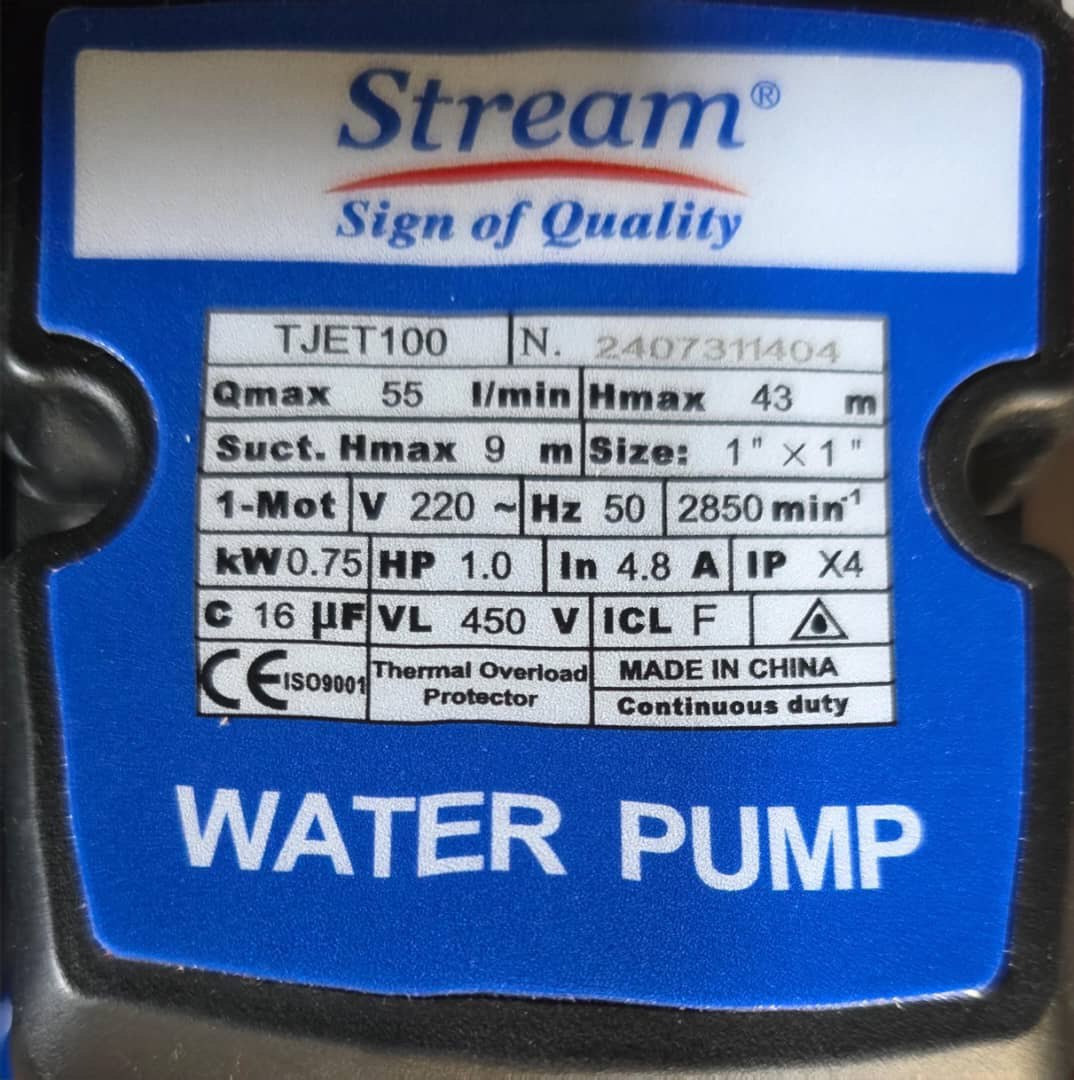 Stream®
Sign of Quality
TJET100 N. 2407311404
Qmax 55 l/min Hmax 43 m
Suct. Hmax 9 m Size: 1" × 1"
1-Mot V 220 ~ Hz 50 2850 min⁻¹
kW 0.75 HP 1.0 In 4.8 A IP X4
C 16 µF VL 450 V ICL F
CE ISO9001 Thermal Overload Protector MADE IN CHINA
Continuous duty
WATER PUMP